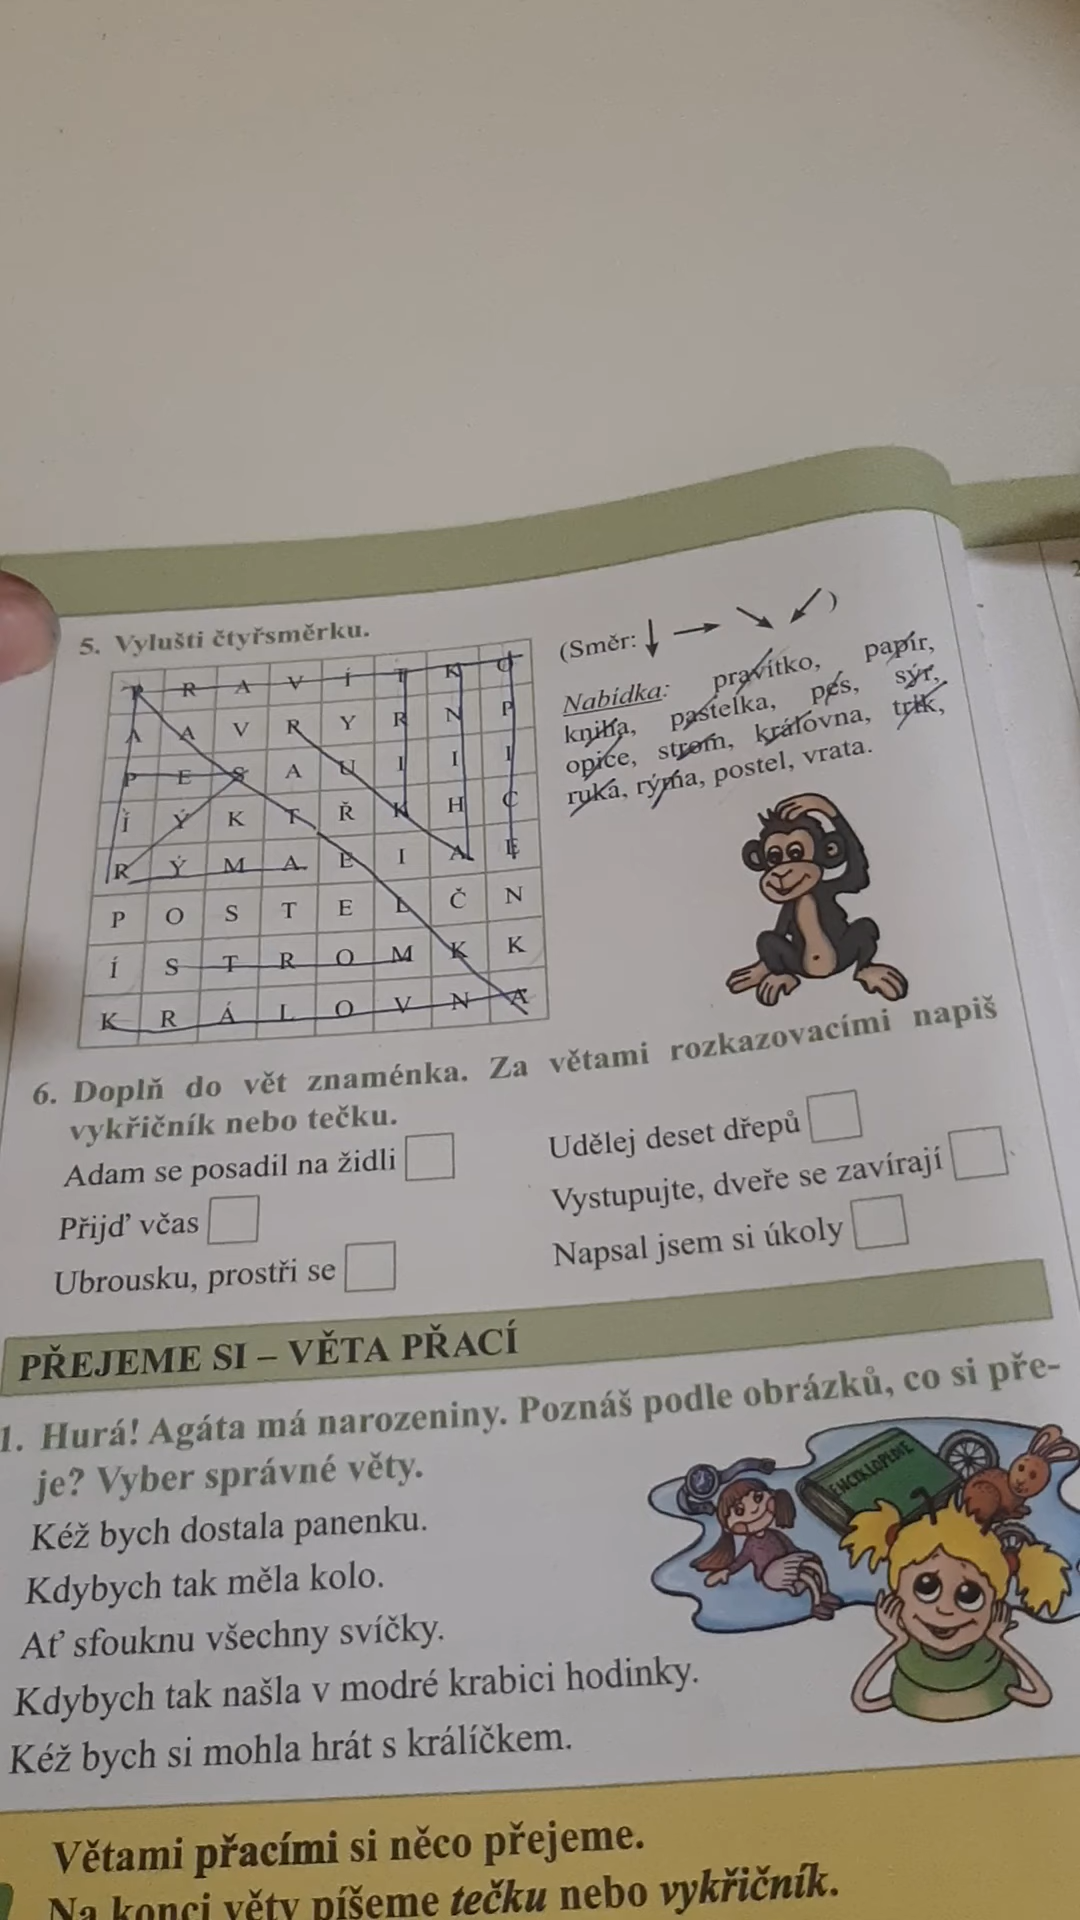 5. Vylušti čtyřsměrku.
(Směr: ↓ → ↘ ↙)
P R A V Í T K O
A A V R Y R N P
P E S A U I I I
Í Ý K T Ř K H C
R Ý M A E I A E
P O S T E L Č N
Í S T R O M K K
K R Á L O V N A
Nabídka: pravítko, papír,
kniha, pastelka, pes, sýr,
opice, strom, královna, trik,
ruka, rýma, postel, vrata.
6. Doplň do vět znaménka. Za větami rozkazovacími napiš
vykřičník nebo tečku.
Adam se posadil na židli
Přijď včas
Ubrousku, prostři se
Udělej deset dřepů
Vystupujte, dveře se zavírají
Napsal jsem si úkoly
PŘEJEME SI – VĚTA PŘACÍ
1. Hurá! Agáta má narozeniny. Poznáš podle obrázků, co si pře-
je? Vyber správné věty.
ENCYKLOPEDIE
Kéž bych dostala panenku.
Kdybych tak měla kolo.
Ať sfouknu všechny svíčky.
Kdybych tak našla v modré krabici hodinky.
Kéž bych si mohla hrát s králíčkem.
Větami přacími si něco přejeme.
Na konci věty píšeme tečku nebo vykřičník.